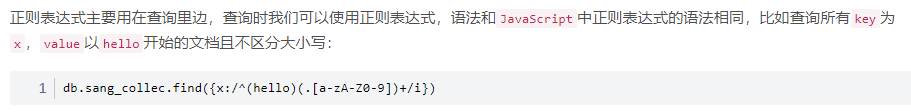 正则表达式主要用在查询里边，查询时我们可以使用正则表达式，语法和 JavaScript 中正则表达式的语法相同，比如查询所有 key 为
x ，value 以 hello 开始的文档且不区分大小写：
1 db.sang_collec.find({x:/^(hello)(.[a-zA-Z0-9])+/i})